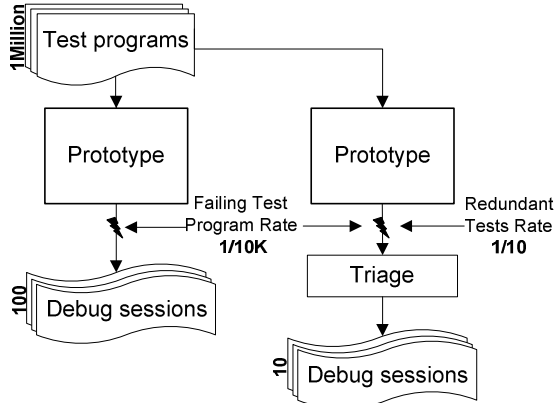 1Million
Test programs
Prototype
Prototype
Failing Test
Program Rate
1/10K
Redundant
Tests Rate
1/10
Triage
100
Debug sessions
10
Debug sessions